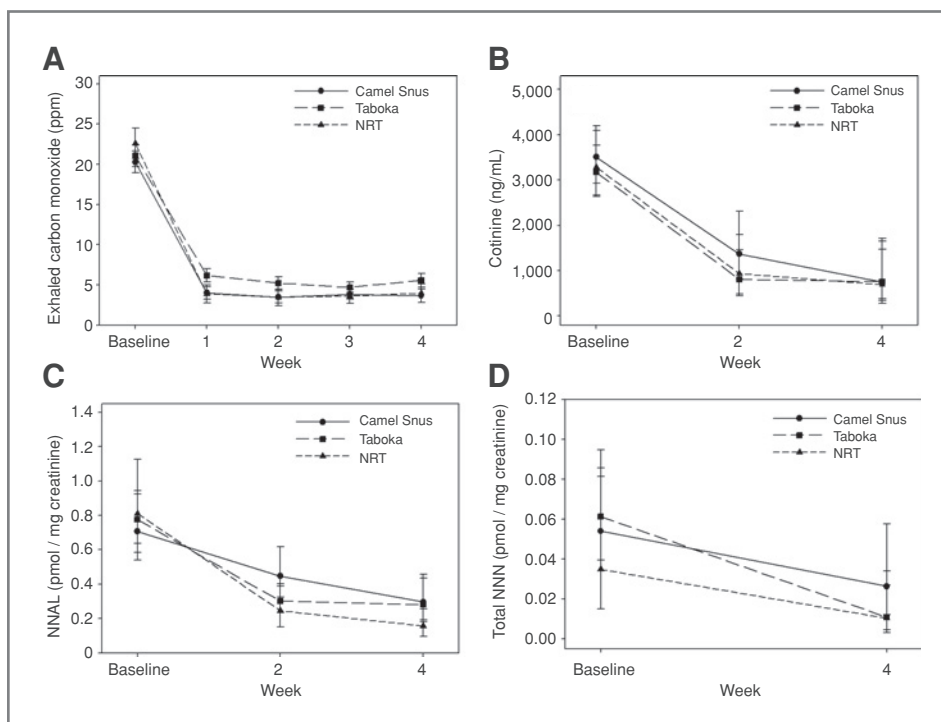 A
Exhaled carbon monoxide (ppm)
30
25
20
15
10
5
0
Camel Snus
Taboka
NRT
Baseline 1 2 3 4
Week
B
Cotinine (ng/mL)
5,000
4,000
3,000
2,000
1,000
0
Camel Snus
Taboka
NRT
Baseline 2 4
Week
C
NNAL (pmol / mg creatinine)
1.4
1.2
1.0
0.8
0.6
0.4
0.2
0
Camel Snus
Taboka
NRT
Baseline 2 4
Week
D
Total NNN (pmol / mg creatinine)
0.12
0.10
0.08
0.06
0.04
0.02
0.00
Camel Snus
Taboka
NRT
Baseline 4
Week